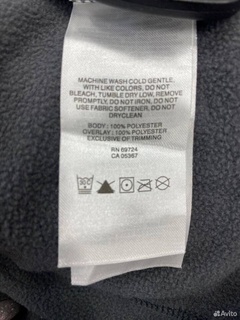 MACHINE WASH COLD GENTLE,
WITH LIKE COLORS, DO NOT
BLEACH, TUMBLE DRY LOW, REMOVE
PROMPTLY, DO NOT IRON, DO NOT
USE FABRIC SOFTENER, DO NOT
DRYCLEAN
BODY : 100% POLYESTER
OVERLAY : 100% POLYESTER
EXCLUSIVE OF TRIMMING
RN 69724
CA 05367
Avito